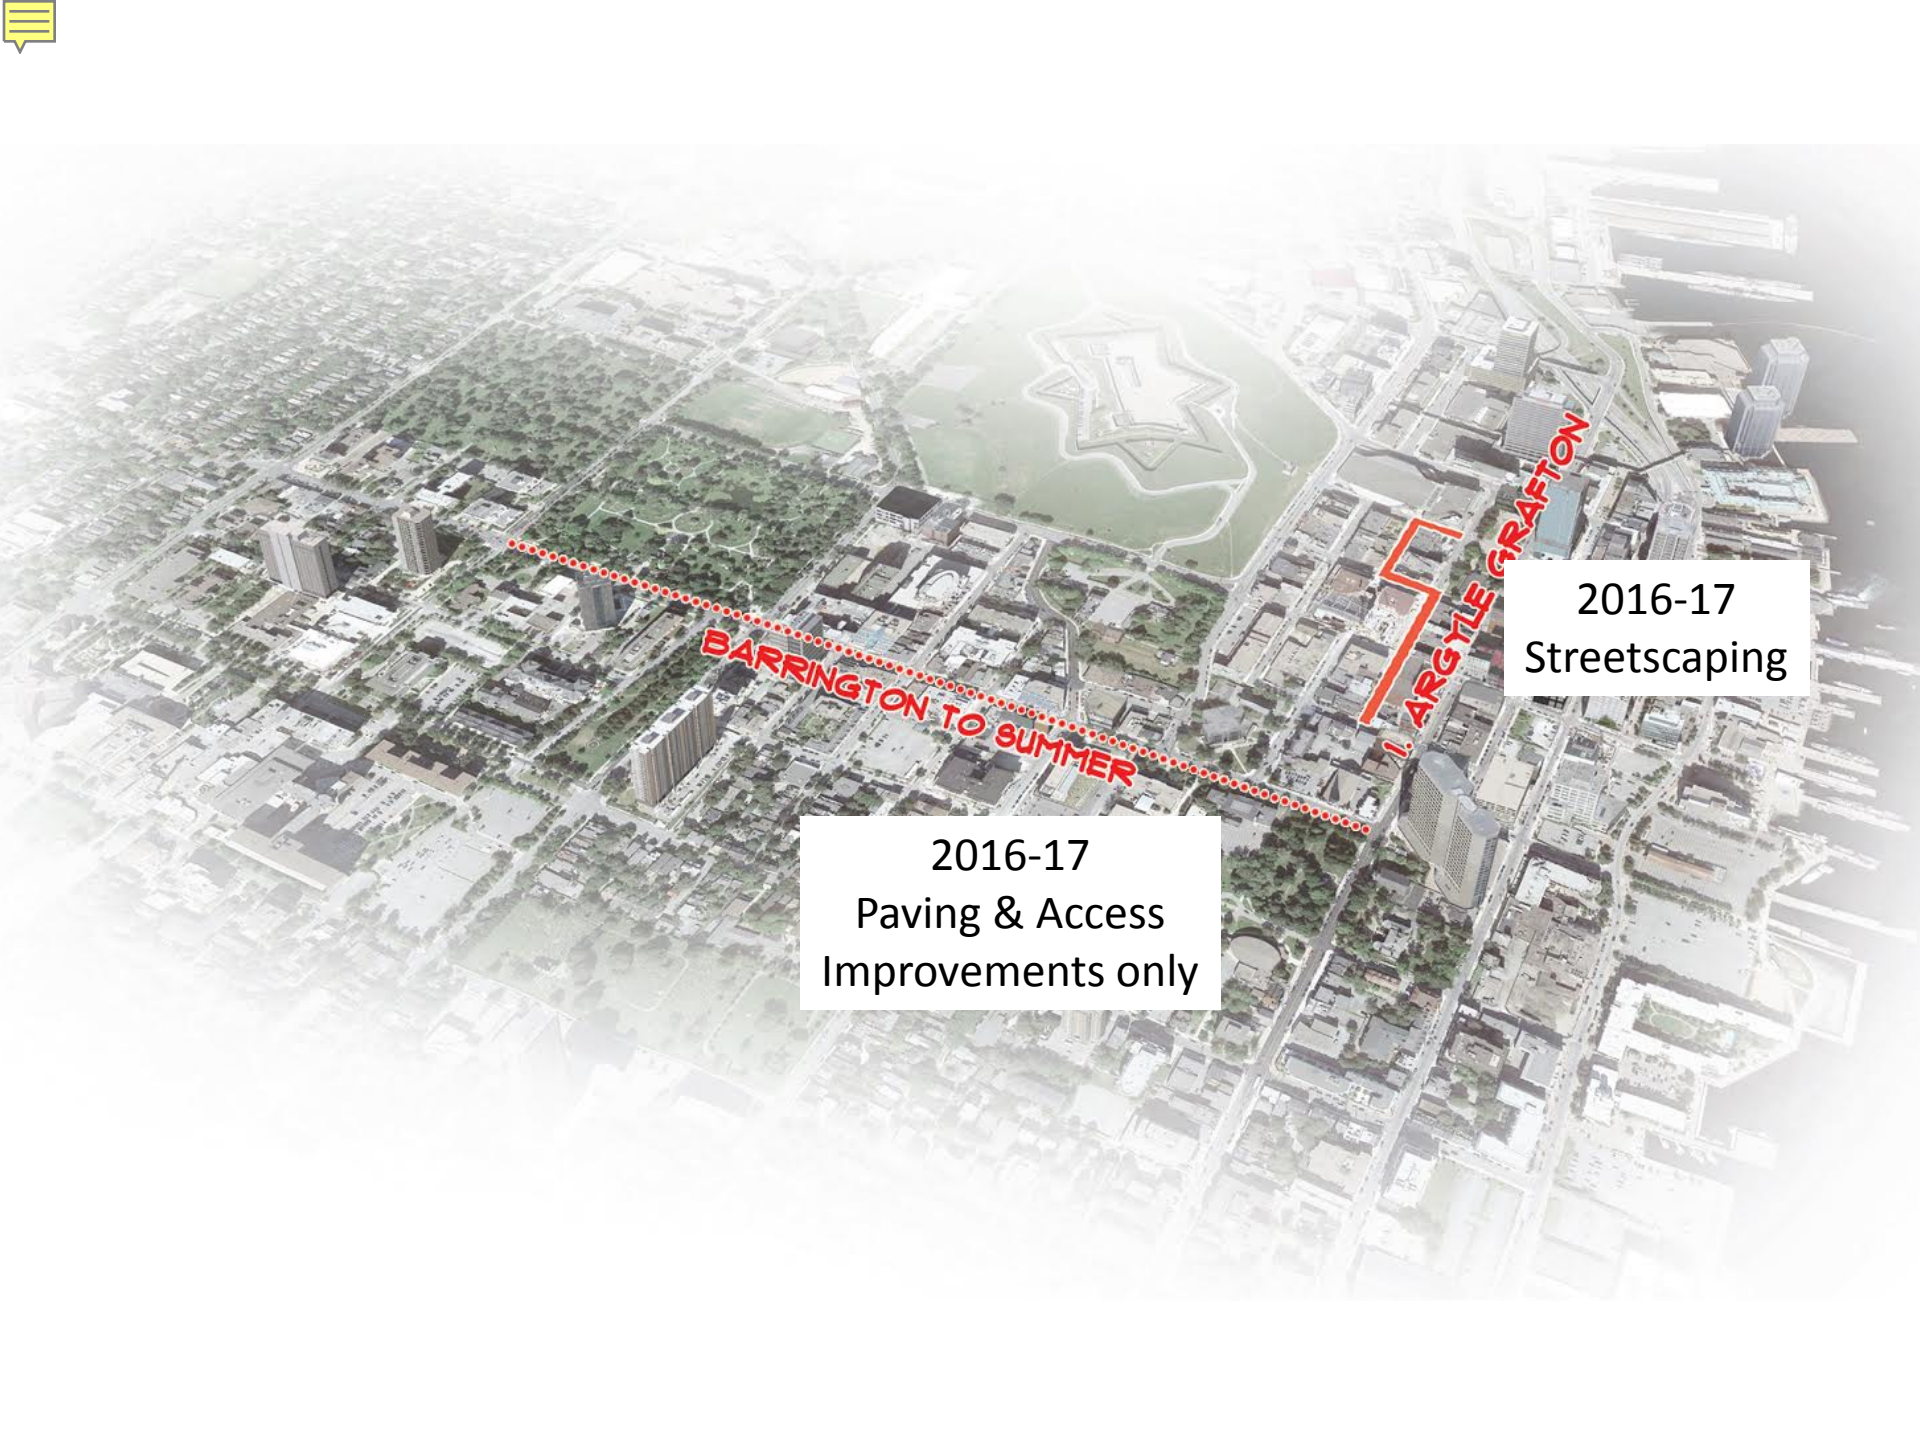 1. ARGYLE GRAFTON
2016-17
Streetscaping
BARRINGTON TO SUMMER
2016-17
Paving & Access
Improvements only